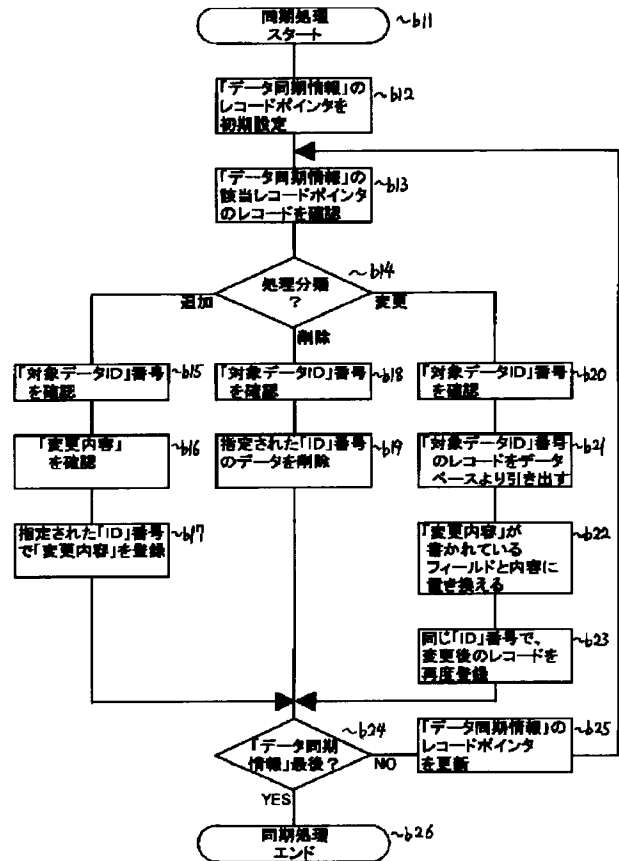 同期処理
スタート
~b11
「データ同期情報」の
レコードポインタを
初期設定
~b12
「データ同期情報」の
該当レコードポインタ
のレコードを確認
~b13
処理分類
?
~b14
追加
削除
変更
「対象データID」番号
を確認
~b15
「対象データID」番号
を確認
~b18
「対象データID」番号
を確認
~b20
「変更内容」
を確認
~b16
指定された「ID」番号
のデータを削除
~b19
「対象データID」番号
のレコードをデータ
ベースより引き出す
~b21
指定された「ID」番号
で「変更内容」を登録
~b17
「変更内容」が
書かれている
フィールドと内容に
置き換える
~b22
同じ「ID」番号で、
変更後のレコードを
再度登録
~b23
「データ同期
情報」最後?
~b24
NO
YES
「データ同期情報」の
レコードポインタ
を更新
~b25
同期処理
エンド
~b26